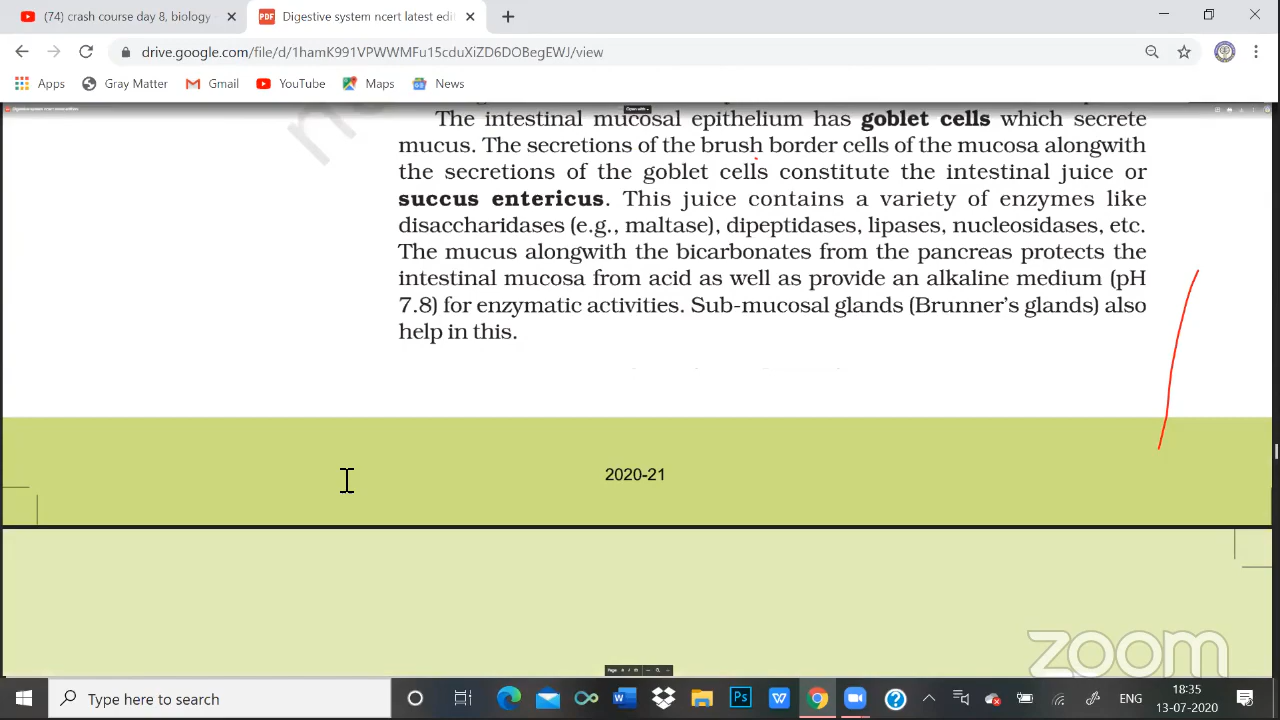 (74) crash course day 8, biology
Digestive system ncert latest edit
drive.google.com/file/d/1hamK991VPWWMFu15cduXiZD6DOBegEWJ/view
Apps Gray Matter Gmail YouTube Maps News
Open with
The intestinal mucosal epithelium has goblet cells which secrete
mucus. The secretions of the brush border cells of the mucosa alongwith
the secretions of the goblet cells constitute the intestinal juice or
succus entericus. This juice contains a variety of enzymes like
disaccharidases (e.g., maltase), dipeptidases, lipases, nucleosidases, etc.
The mucus alongwith the bicarbonates from the pancreas protects the
intestinal mucosa from acid as well as provide an alkaline medium (pH
7.8) for enzymatic activities. Sub-mucosal glands (Brunner's glands) also
help in this.
2020-21
zoom
Page
Type here to search
ENG
18:35
13-07-2020